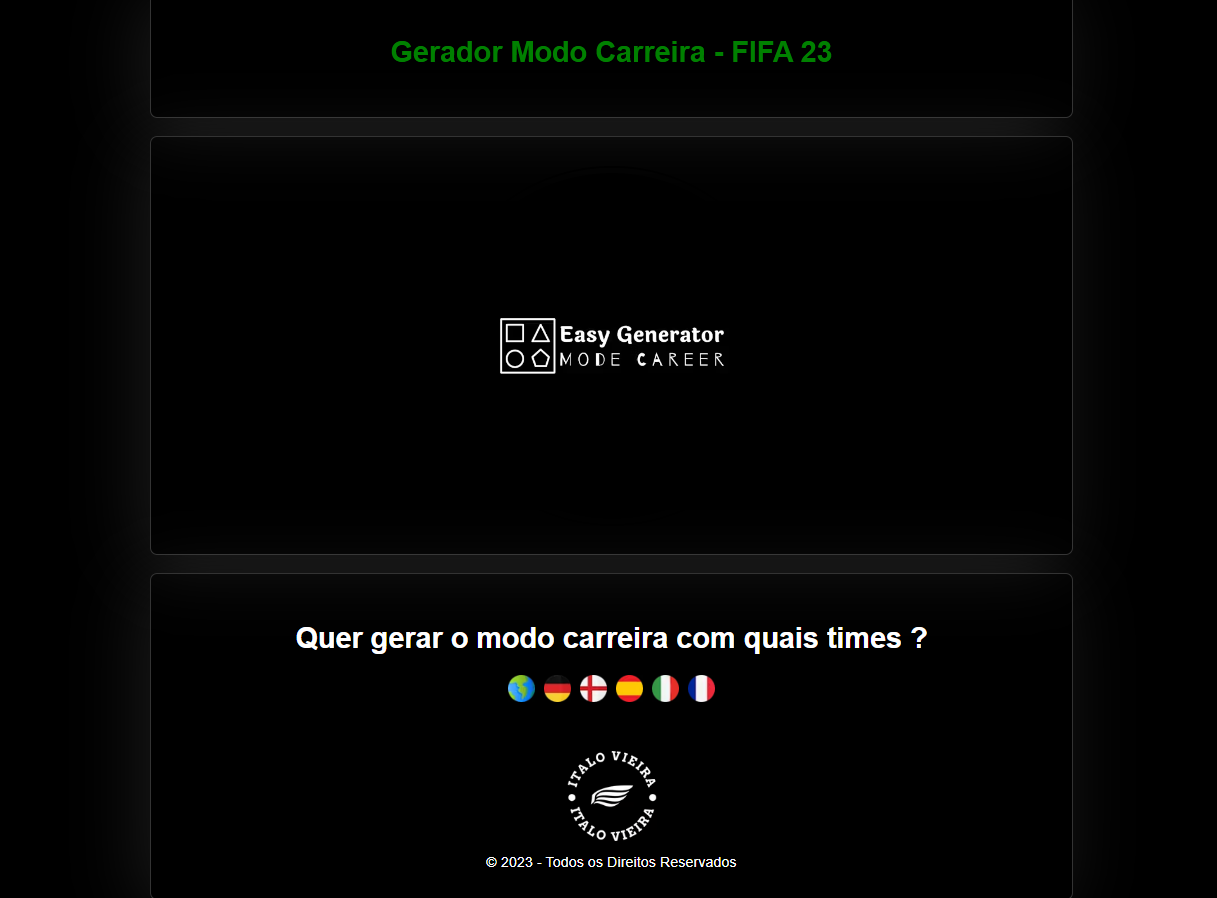 Gerador Modo Carreira - FIFA 23
Easy Generator
MODE CAREER
Quer gerar o modo carreira com quais times ?
ITALO VIEIRA
ITALO VIEIRA
© 2023 - Todos os Direitos Reservados